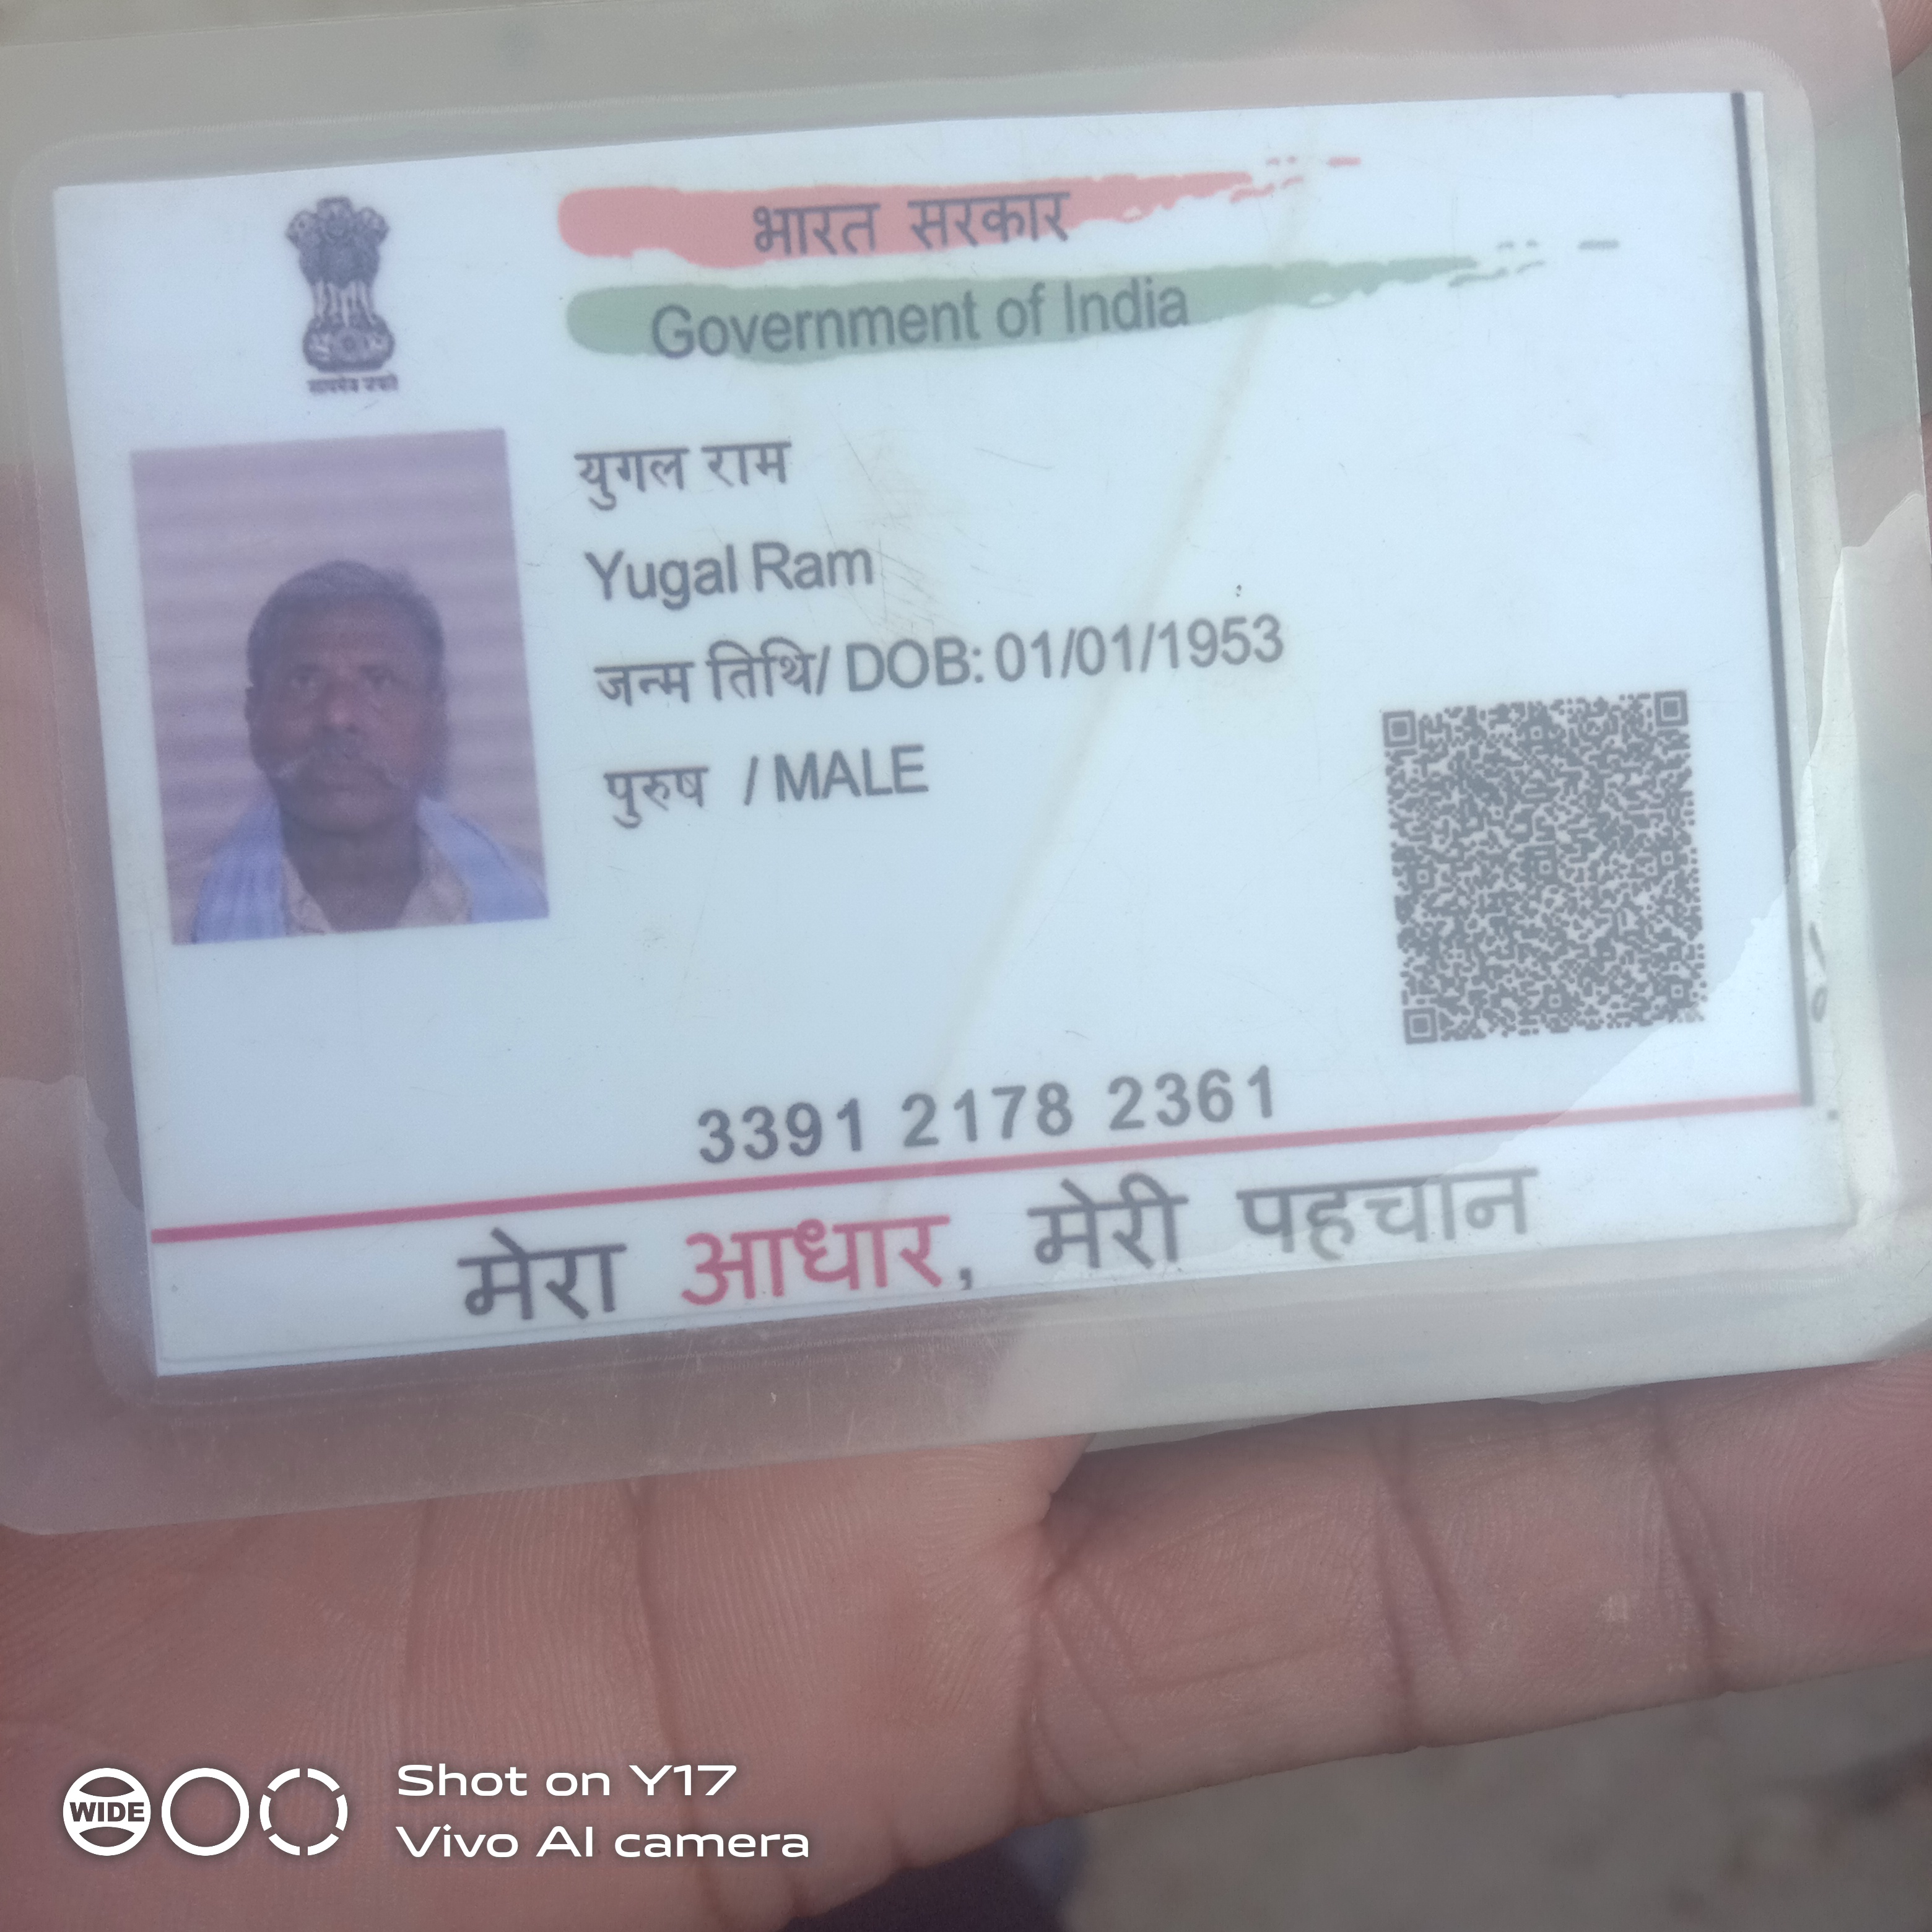 भारत सरकार
Government of India
सत्यमेव जयते
युगल राम
Yugal Ram
जन्म तिथि/ DOB: 01/01/1953
पुरुष / MALE
3391 2178 2361
मेरा आधार, मेरी पहचान
WIDE
Shot on Y17
Vivo AI camera